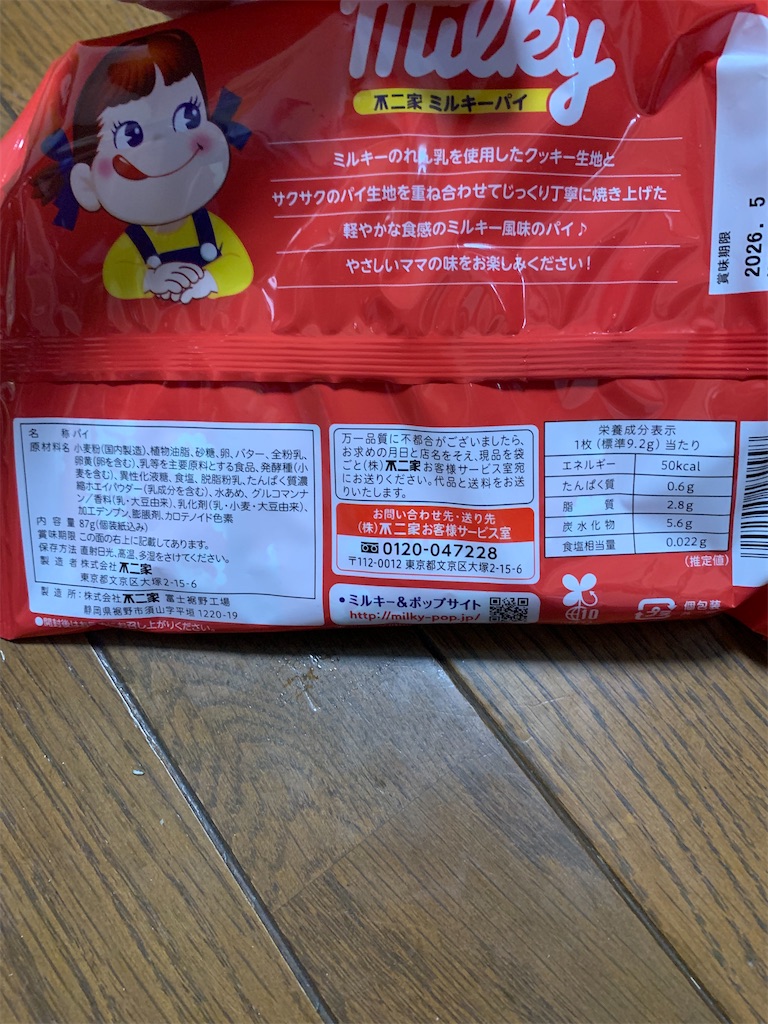 Milky
不二家 ミルキーパイ
ミルキーのれん乳を使用したクッキー生地と
サクサクのパイ生地を重ね合わせてじっくり丁寧に焼き上げた
軽やかな食感のミルキー風味のパイ♪
やさしいママの味をお楽しみください!
賞味期限
2026. 5
名 称 パイ
原材料名 小麦粉(国内製造)、植物油脂、砂糖、卵、バター、全粉乳、
卵黄(卵を含む)、乳等を主要原料とする食品、発酵種(小
麦を含む)、異性化液糖、食塩、脱脂粉乳、たんぱく質濃
縮ホエイパウダー(乳成分を含む)、水あめ、グルコマンナ
ン/香料(乳・大豆由来)、乳化剤(乳・小麦・大豆由来)、
加工デンプン、膨脹剤、カロテノイド色素
内 容 量 87g(個装紙込み)
賞味期限 この面の右上に記載してあります。
保存方法 直射日光、高温、多湿をさけてください。
製 造 者 株式会社 不二家
東京都文京区大塚2-15-6
製 造 所:株式会社 不二家 富士裾野工場
静岡県裾野市須山字平垣 1220-19
●開封後はお早めにお召し上がりください。
万一品質に不都合がございましたら、
お求めの月日と店名をそえ、現品を袋
ごと(株)不二家お客様サービス室宛
にお送りください。代品と送料をお送
りいたします。
お問い合わせ先・送り先
(株)不二家お客様サービス室
0120-047228
〒112-0012 東京都文京区大塚2-15-6
●ミルキー&ポップサイト
http://milky-pop.jp/
栄養成分表示
1枚(標準9.2g)当たり
エネルギー 50kcal
たんぱく質 0.6g
脂質 2.8g
炭水化物 5.6g
食塩相当量 0.022g
(推定値)
10
プラ
個包装